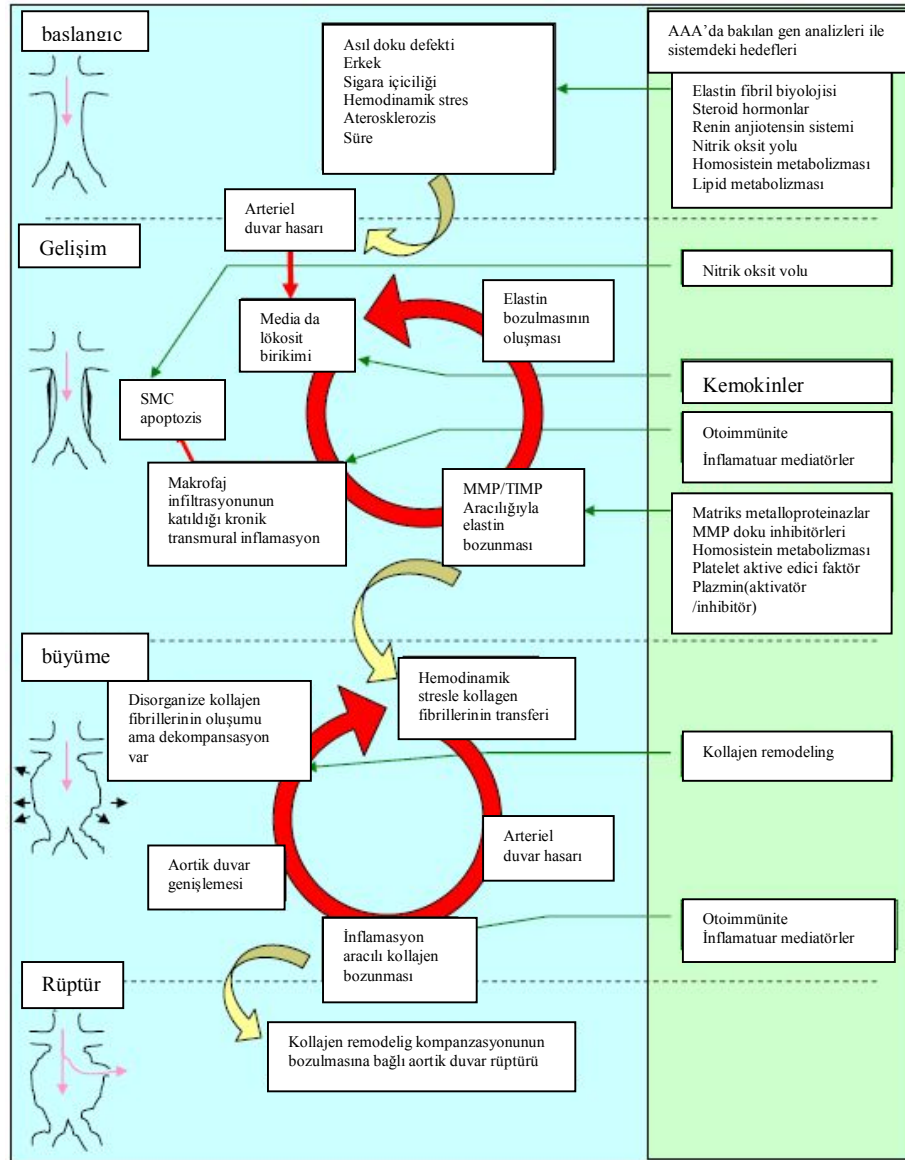 başlangıç
Asıl doku defekti
Erkek
Sigara içiciliği
Hemodinamik stres
Aterosklerozis
Süre
AAA'da bakılan gen analizleri ile
sistemdeki hedefleri
Elastin fibril biyolojisi
Steroid hormonlar
Renin anjiotensin sistemi
Nitrik oksit yolu
Homosistein metabolizması
Lipid metabolizması
Gelişim
Arteriel
duvar hasarı
Nitrik oksit volu
Media da
lökosit
birikimi
Elastin
bozulmasının
oluşması
SMC
apoptozis
Kemokinler
Otoimmünite
İnflamatuar mediatörler
Makrofaj
infiltrasyonunun
katıldığı kronik
transmural inflamasyon
MMP/TIMP
Aracılığıyla
elastin
bozunması
Matriks metalloproteinazlar
MMP doku inhibitörleri
Homosistein metabolizması
Platelet aktive edici faktör
Plazmin(aktivatör
/inhibitör)
büyüme
Disorganize kollajen
fibrillerinin oluşumu
ama dekompansasyon
var
Hemodinamik
stresle kollagen
fibrillerinin transferi
Kollajen remodeling
Aortik duvar
genişlemesi
Arteriel
duvar hasarı
İnflamasyon
aracılı kollajen
bozunması
Otoimmünite
İnflamatuar mediatörler
Rüptür
Kollajen remodelig kompanzasyonunun
bozulmasına bağlı aortik duvar rüptürü